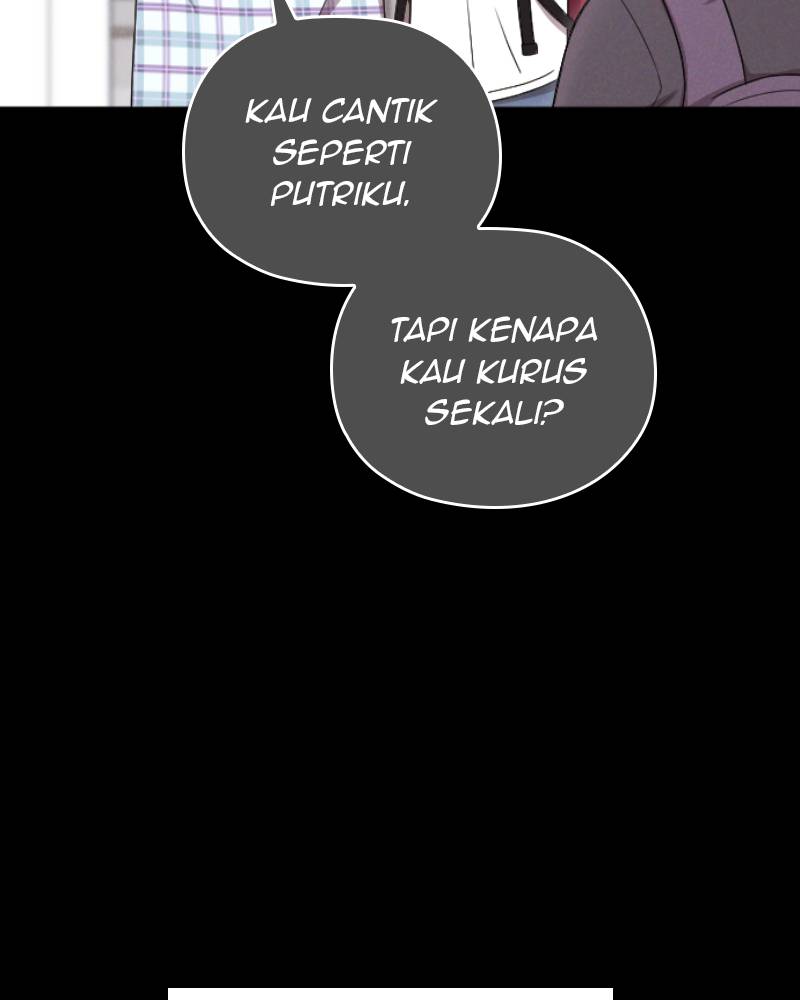 KAU CANTIK
SEPERTI
PUTRIKU.
TAPI KENAPA
KAU KURUS
SEKALI?